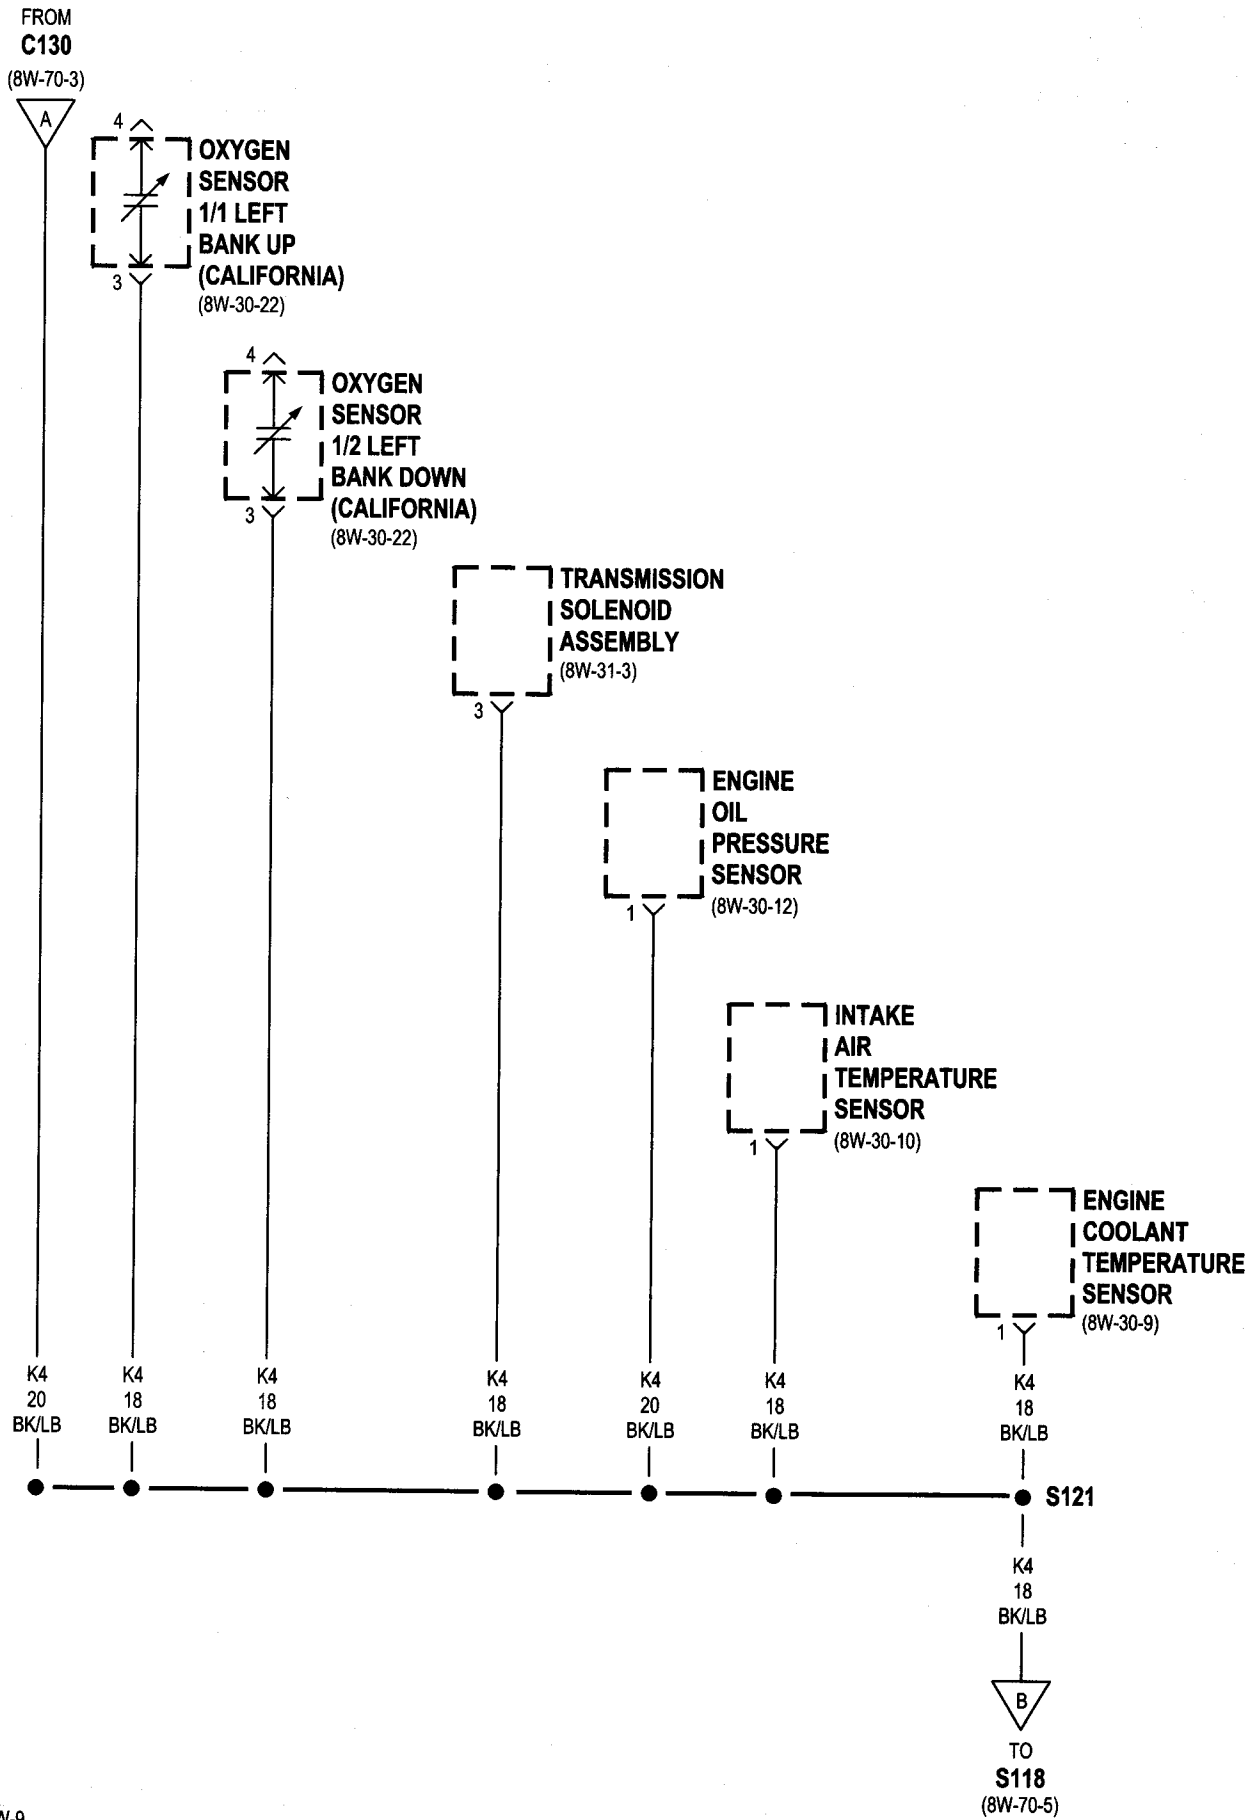 FROM
C130
(8W-70-3)
A
4
OXYGEN
SENSOR
1/1 LEFT
BANK UP
(CALIFORNIA)
(8W-30-22)
3
4
OXYGEN
SENSOR
1/2 LEFT
BANK DOWN
(CALIFORNIA)
(8W-30-22)
3
TRANSMISSION
SOLENOID
ASSEMBLY
(8W-31-3)
3
ENGINE
OIL
PRESSURE
SENSOR
(8W-30-12)
1
INTAKE
AIR
TEMPERATURE
SENSOR
(8W-30-10)
1
ENGINE
COOLANT
TEMPERATURE
SENSOR
(8W-30-9)
1
K4
20
BK/LB
K4
18
BK/LB
K4
18
BK/LB
K4
18
BK/LB
K4
20
BK/LB
K4
18
BK/LB
K4
18
BK/LB
S121
K4
18
BK/LB
B
TO
S118
(8W-70-5)